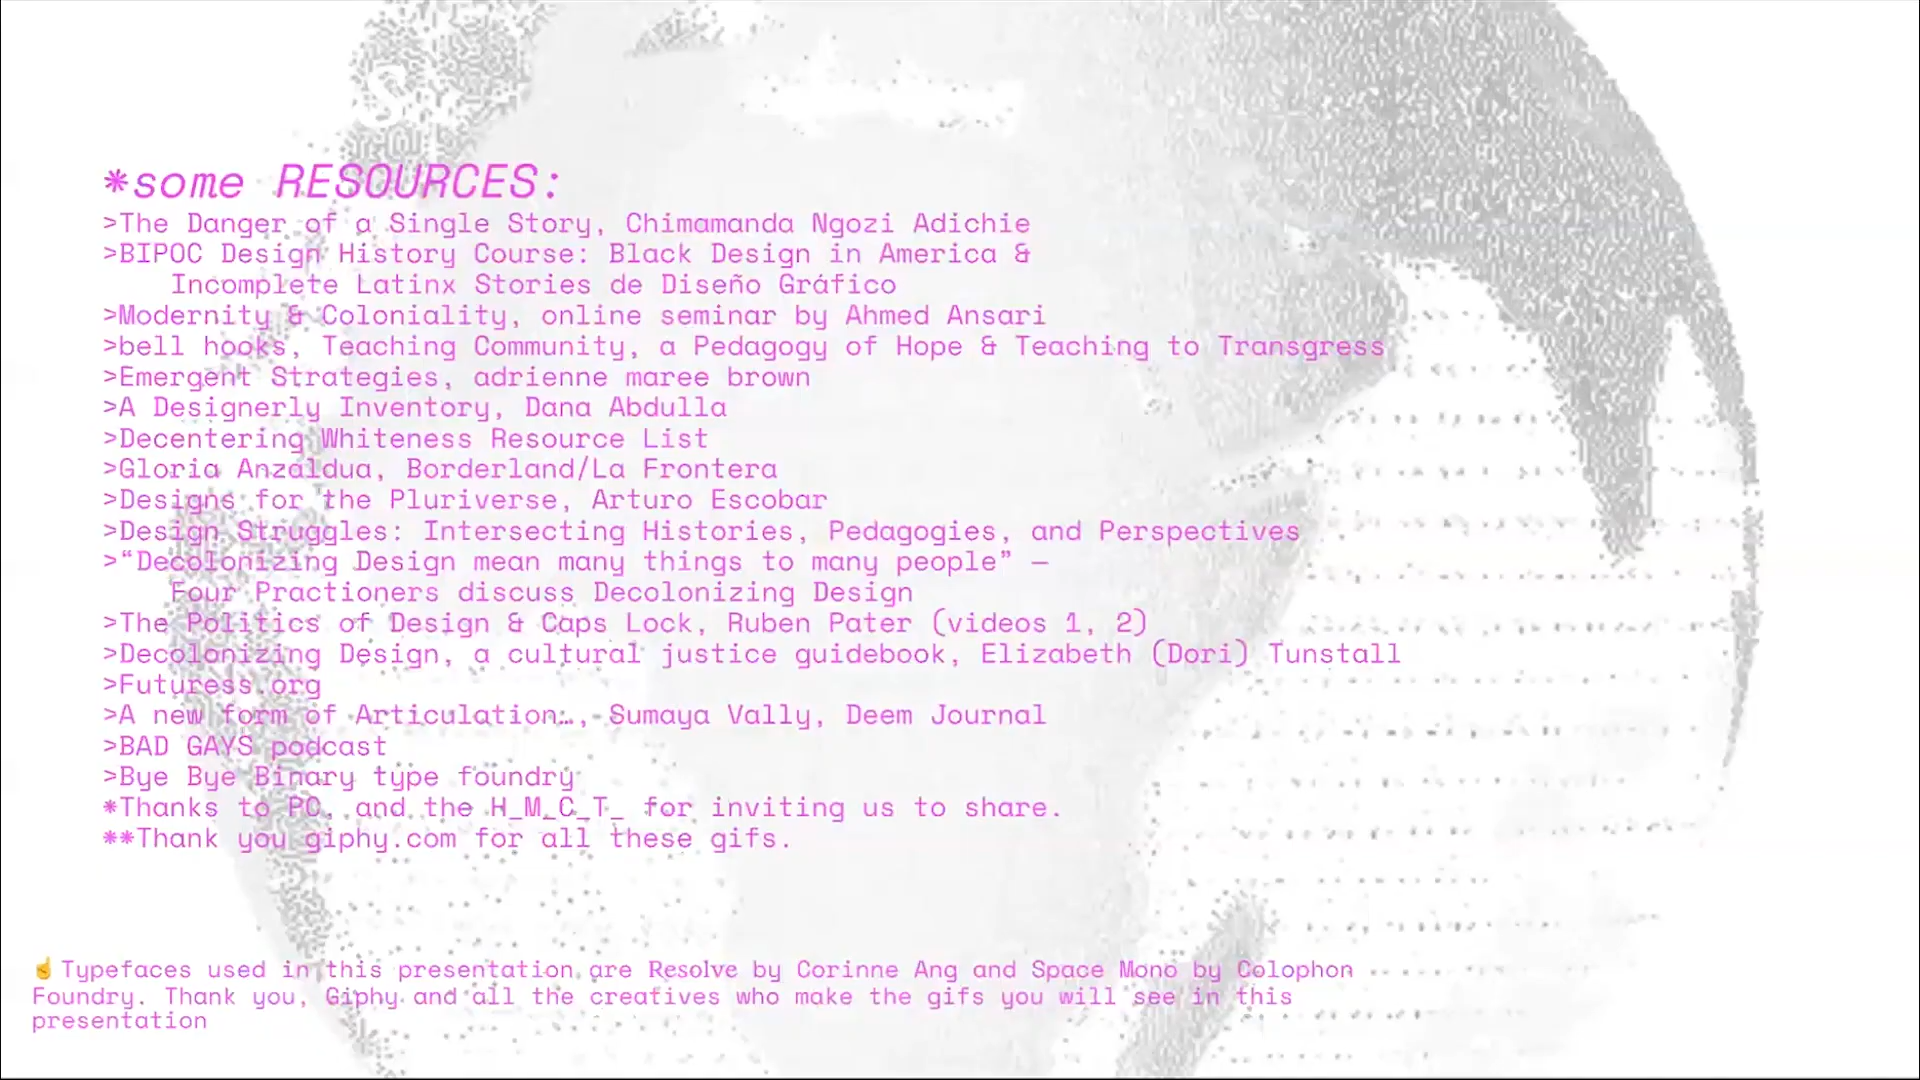 *some RESOURCES:
>The Danger of a Single Story, Chimamanda Ngozi Adichie
>BIPOC Design History Course: Black Design in America &
Incomplete Latinx Stories de Diseño Gráfico
>Modernity & Coloniality, online seminar by Ahmed Ansari
>bell hooks, Teaching Community, a Pedagogy of Hope & Teaching to Transgress
>Emergent Strategies, adrienne maree brown
>A Designerly Inventory, Dana Abdulla
>Decentering Whiteness Resource List
>Gloria Anzaldua, Borderland/La Frontera
>Designs for the Pluriverse, Arturo Escobar
>Design Struggles: Intersecting Histories, Pedagogies, and Perspectives
>“Decolonizing Design mean many things to many people” —
Four Practioners discuss Decolonizing Design
>The Politics of Design & Caps Lock, Ruben Pater (videos 1, 2)
>Decolonizing Design, a cultural justice guidebook, Elizabeth (Dori) Tunstall
>Futuress.org
>A new form of Articulation…, Sumaya Vally, Deem Journal
>BAD GAYS podcast
>Bye Bye Binary type foundry
*Thanks to PC, and the H_M_C_T_ for inviting us to share.
**Thank you giphy.com for all these gifs.
☝Typefaces used in this presentation are Resolve by Corinne Ang and Space Mono by Colophon
Foundry. Thank you, Giphy and all the creatives who make the gifs you will see in this
presentation